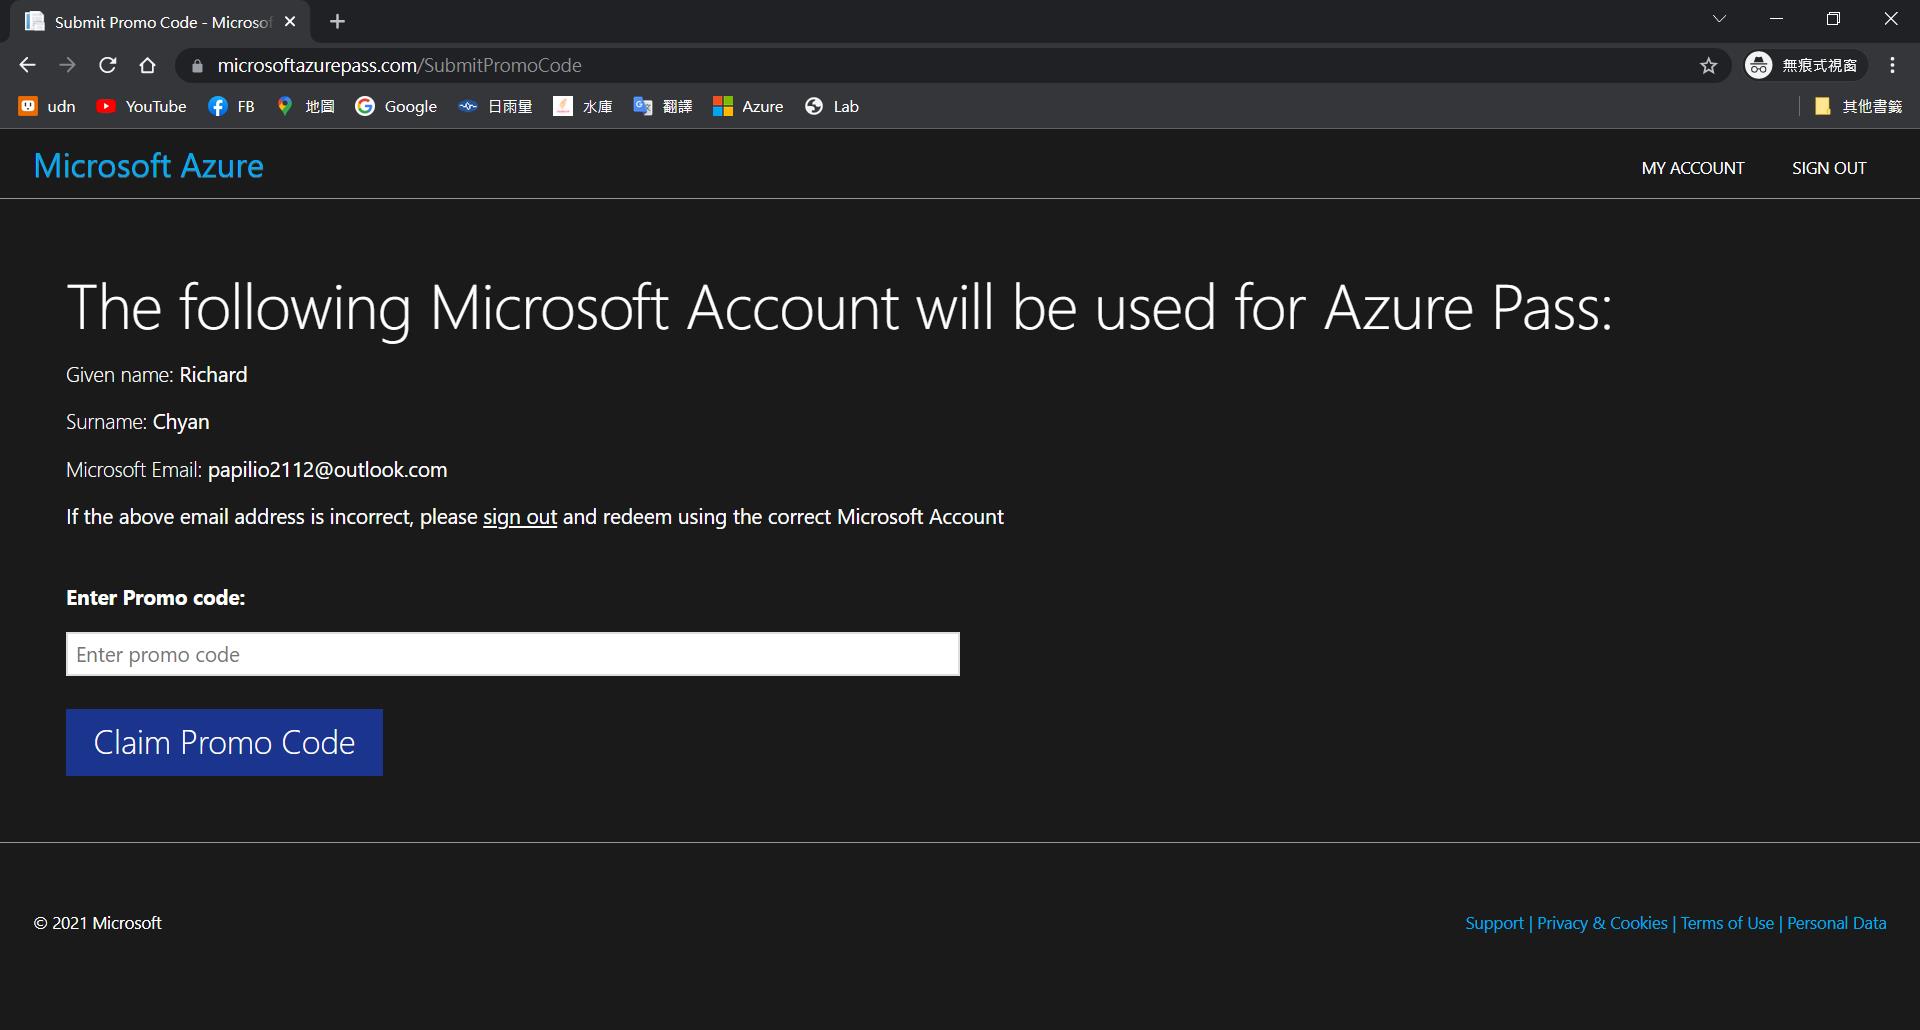 Submit Promo Code - Microsof
microsoftazurepass.com/SubmitPromoCode
無痕式視窗
udn YouTube FB 地圖 Google 日雨量 水庫 翻譯 Azure Lab 其他書籤
Microsoft Azure
MY ACCOUNT SIGN OUT
The following Microsoft Account will be used for Azure Pass:
Given name: Richard
Surname: Chyan
Microsoft Email: papilio2112@outlook.com
If the above email address is incorrect, please sign out and redeem using the correct Microsoft Account
Enter Promo code:
Enter promo code
Claim Promo Code
© 2021 Microsoft
Support | Privacy & Cookies | Terms of Use | Personal Data